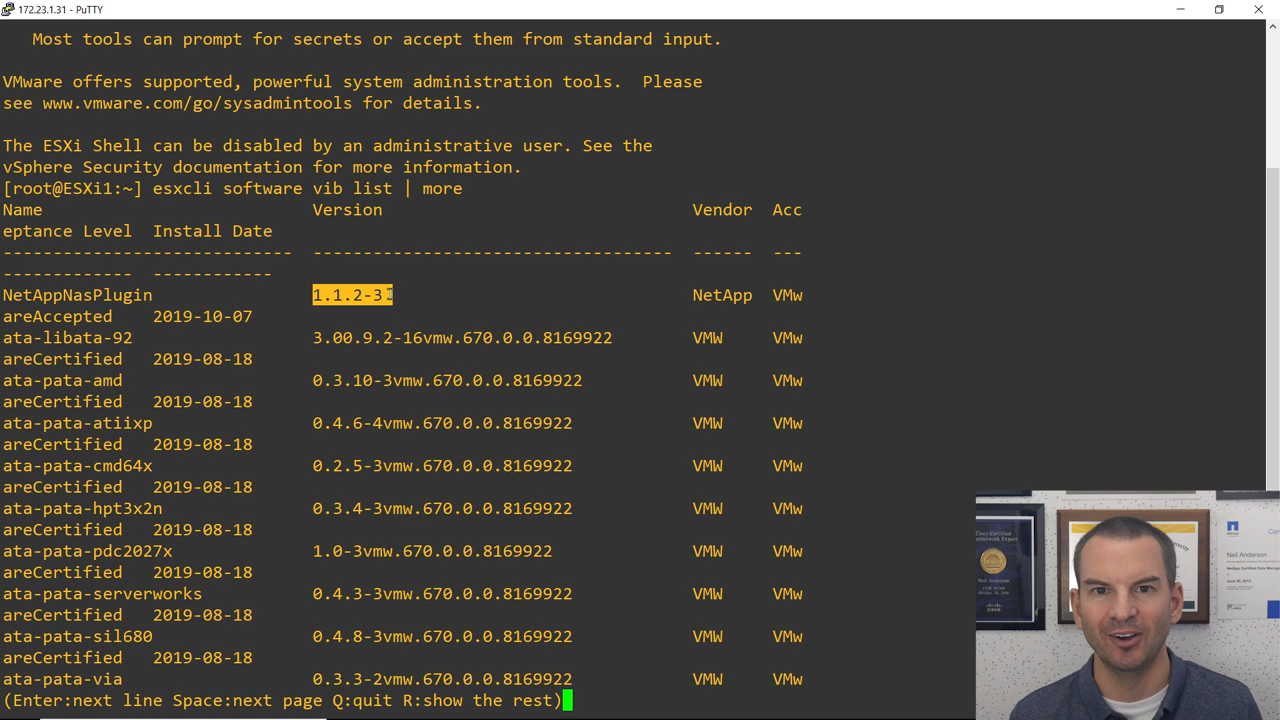 172.23.1.31 - PuTTY
Most tools can prompt for secrets or accept them from standard input.
VMware offers supported, powerful system administration tools.  Please
see www.vmware.com/go/sysadmintools for details.
The ESXi Shell can be disabled by an administrative user. See the
vSphere Security documentation for more information.
[root@ESXi1:~] esxcli software vib list | more
Name Version Vendor Acc
eptance Level Install Date
----------------------------- ------------------------------------ ------ ---
------------- ------------
NetAppNasPlugin 1.1.2-3 NetApp VMw
areAccepted 2019-10-07
ata-libata-92 3.00.9.2-16vmw.670.0.0.8169922 VMW VMw
areCertified 2019-08-18
ata-pata-amd 0.3.10-3vmw.670.0.0.8169922 VMW VMw
areCertified 2019-08-18
ata-pata-atiixp 0.4.6-4vmw.670.0.0.8169922 VMW VMw
areCertified 2019-08-18
ata-pata-cmd64x 0.2.5-3vmw.670.0.0.8169922 VMW VMw
areCertified 2019-08-18
ata-pata-hpt3x2n 0.3.4-3vmw.670.0.0.8169922 VMW VMw
areCertified 2019-08-18
ata-pata-pdc2027x 1.0-3vmw.670.0.0.8169922 VMW VMw
areCertified 2019-08-18
ata-pata-serverworks 0.4.3-3vmw.670.0.0.8169922 VMW VMw
areCertified 2019-08-18
ata-pata-sil680 0.4.8-3vmw.670.0.0.8169922 VMW VMw
areCertified 2019-08-18
ata-pata-via 0.3.3-2vmw.670.0.0.8169922 VMW VMw
(Enter:next line Space:next page Q:quit R:show the rest)
Neil Anderson